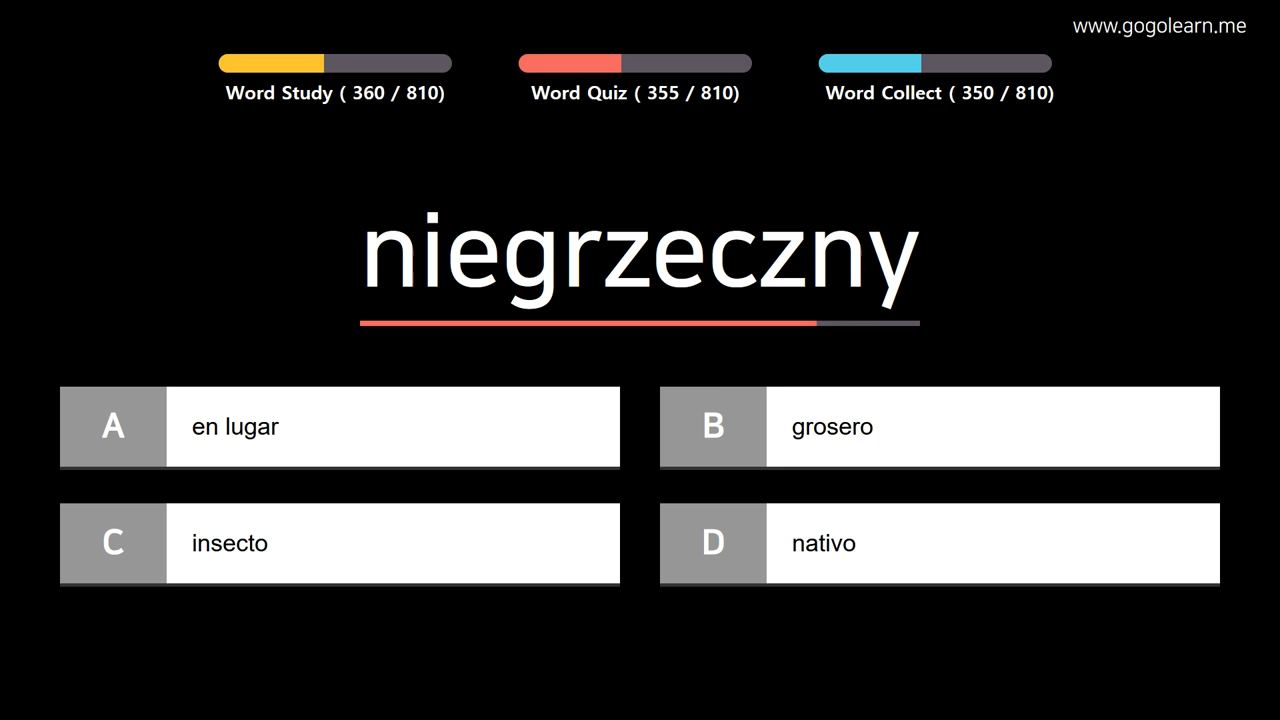 www.gogolearn.me
Word Study ( 360 / 810)
Word Quiz ( 355 / 810)
Word Collect ( 350 / 810)
niegrzeczny
A en lugar
B grosero
C insecto
D nativo